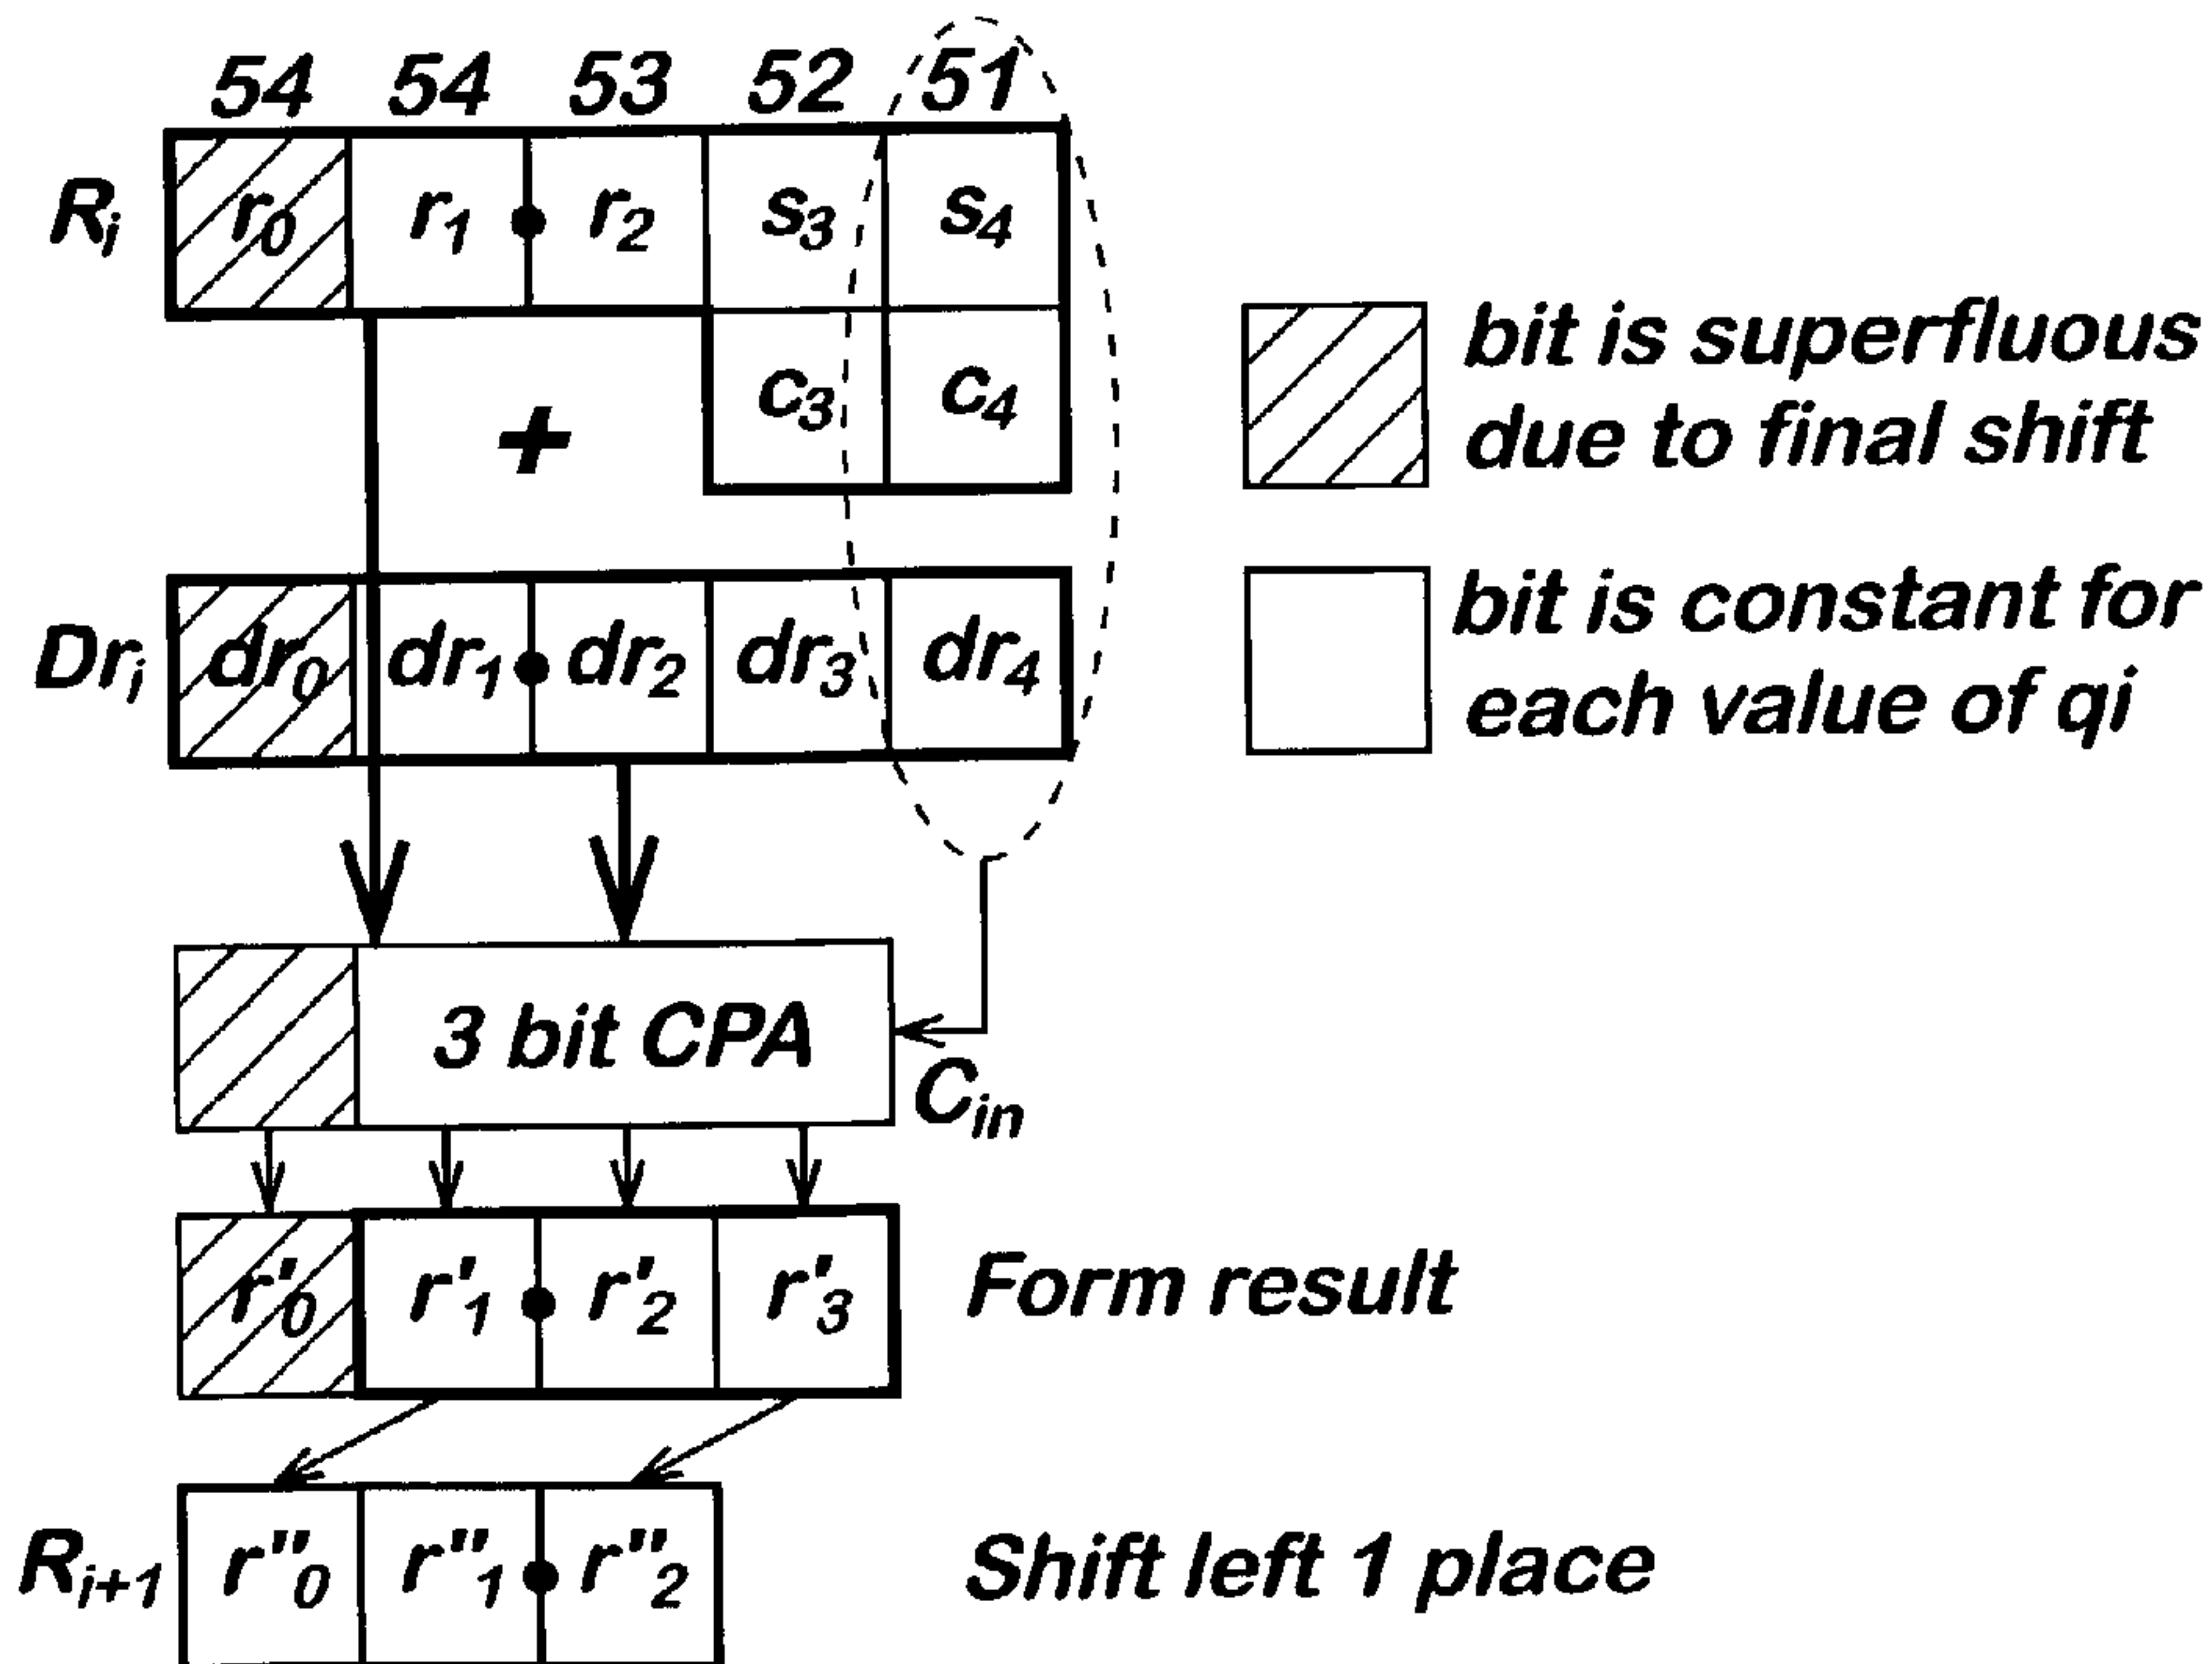 54 54 53 52 51
Ri r0 r1 r2 s3 s4
+ c3 c4
bit is superfluous
due to final shift
Dri dr0 dr1 dr2 dr3 dr4
bit is constant for
each value of qi
3 bit CPA
Cin
r'0 r'1 r'2 r'3 Form result
Ri+1 r"0 r"1 r"2 Shift left 1 place